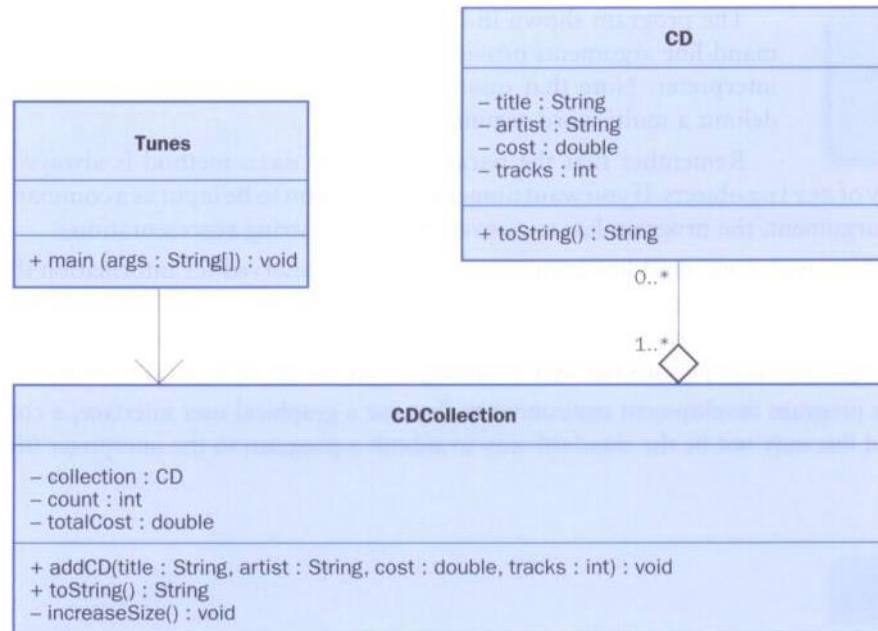 CD
– title : String
– artist : String
– cost : double
– tracks : int
+ toString() : String
Tunes
+ main (args : String[]) : void
0..*
1..*
CDCollection
– collection : CD
– count : int
– totalCost : double
+ addCD(title : String, artist : String, cost : double, tracks : int) : void
+ toString() : String
– increaseSize() : void